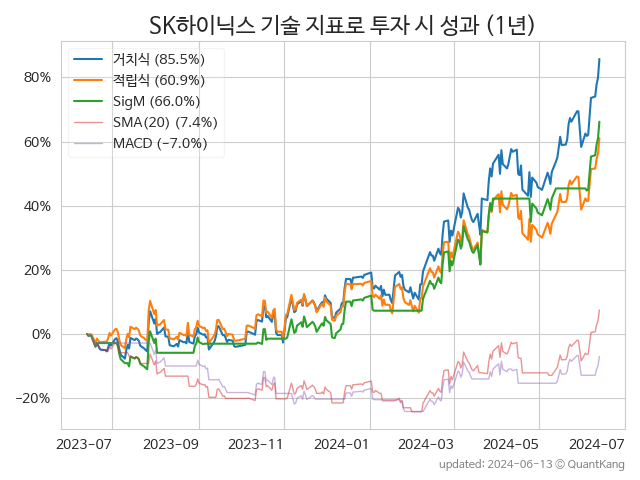 SK하이닉스 기술 지표로 투자 시 성과 (1년)
거치식 (85.5%)
적립식 (60.9%)
SigM (66.0%)
SMA(20) (7.4%)
MACD (−7.0%)
80%
60%
40%
20%
0%
−20%
2023-07 2023-09 2023-11 2024-01 2024-03 2024-05 2024-07
updated: 2024-06-13 © QuantKang